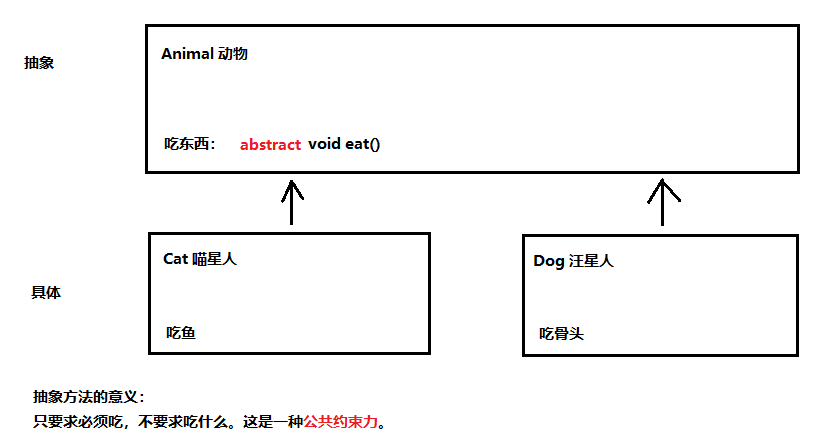 抽象
Animal 动物
吃东西： abstract void eat()
Cat 喵星人
Dog 汪星人
具体
吃鱼
吃骨头
抽象方法的意义：
只要求必须吃，不要求吃什么。这是一种公共约束力。